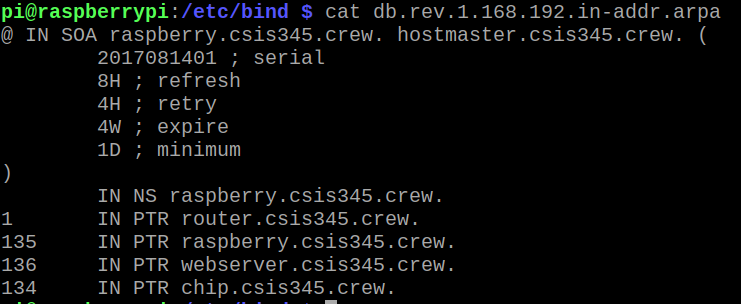 pi@raspberrypi:/etc/bind $ cat db.rev.1.168.192.in-addr.arpa
@ IN SOA raspberry.csis345.crew. hostmaster.csis345.crew. (
        2017081401 ; serial
        8H ; refresh
        4H ; retry
        4W ; expire
        1D ; minimum
)
        IN NS raspberry.csis345.crew.
1       IN PTR router.csis345.crew.
135     IN PTR raspberry.csis345.crew.
136     IN PTR webserver.csis345.crew.
134     IN PTR chip.csis345.crew.